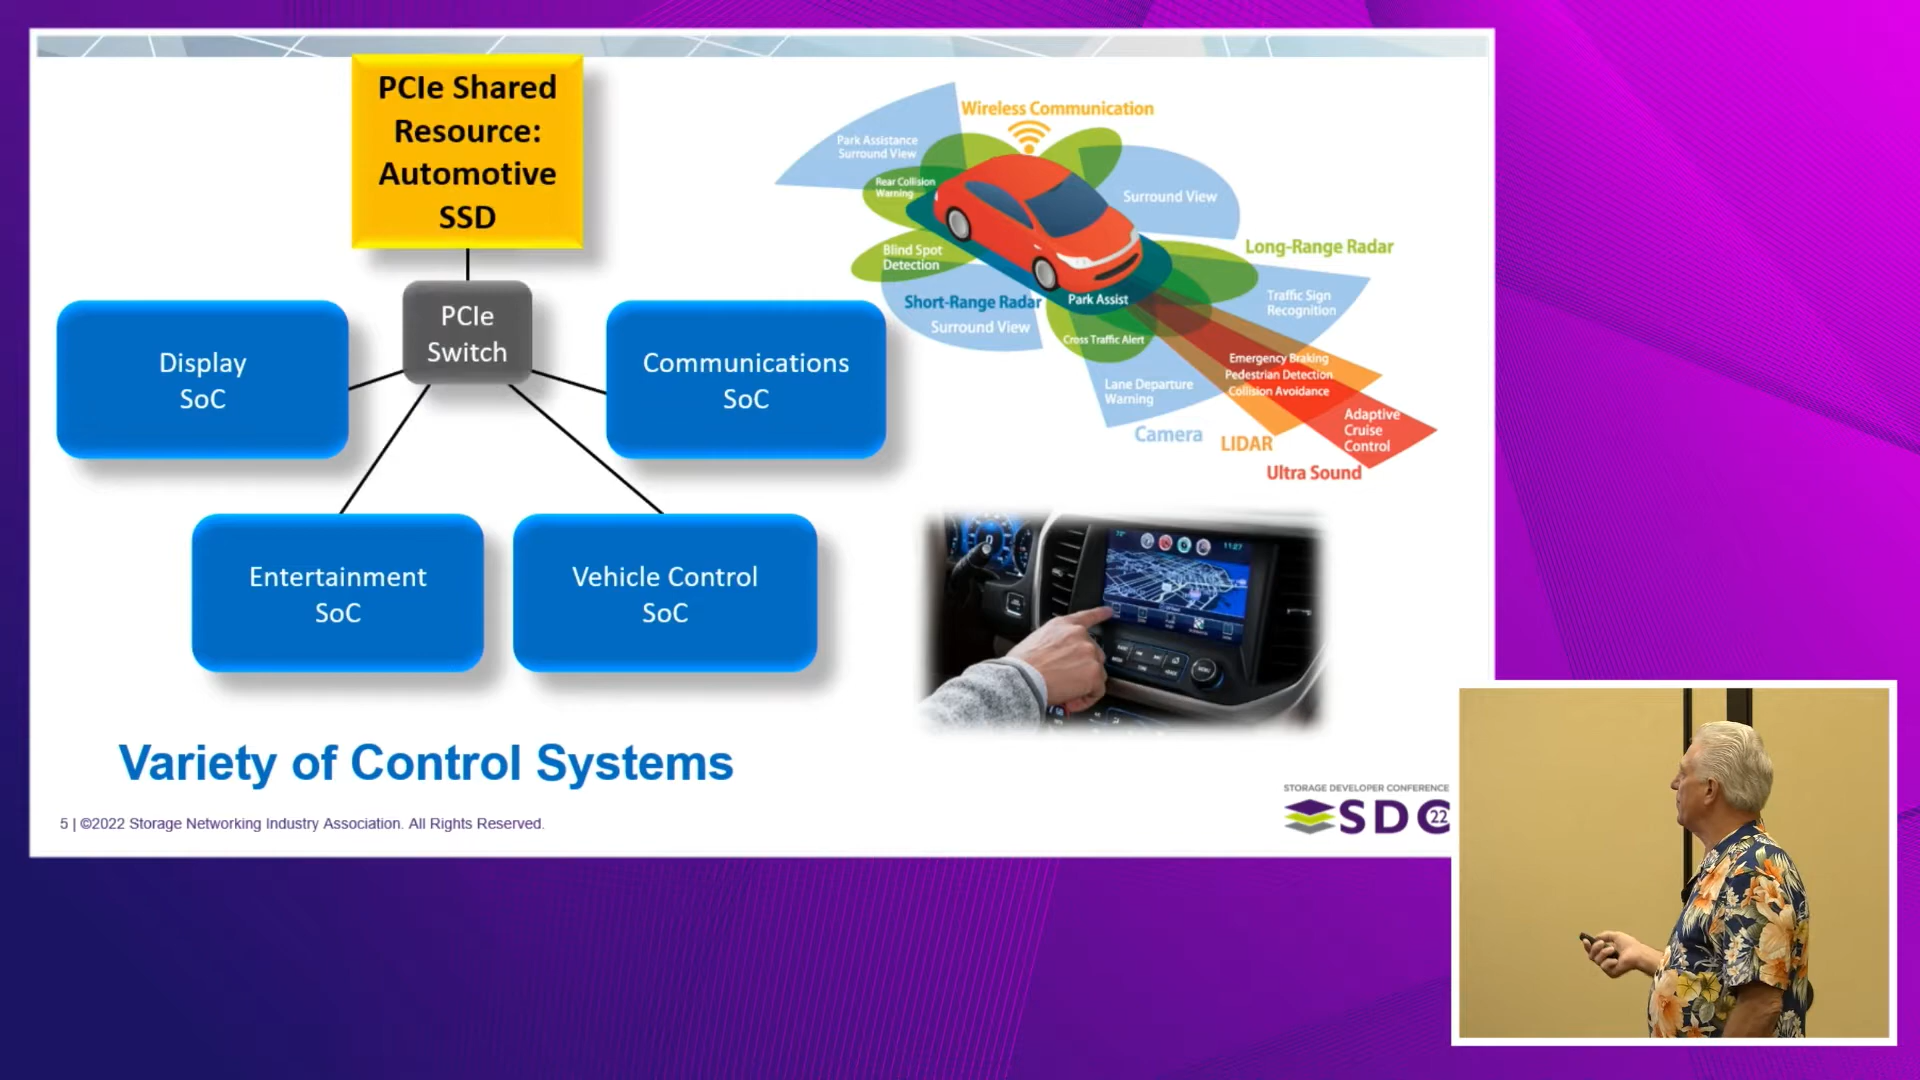 PCIe Shared
Resource:
Automotive
SSD
PCIe
Switch
Display
SoC
Communications
SoC
Entertainment
SoC
Vehicle Control
SoC
Wireless Communication
Park Assistance
Surround View
Rear Collision
Warning
Surround View
Blind Spot
Detection
Long-Range Radar
Short-Range Radar
Park Assist
Traffic Sign
Recognition
Surround View
Cross Traffic Alert
Emergency Braking
Pedestrian Detection
Collision Avoidance
Lane Departure
Warning
Adaptive
Cruise
Control
Camera
LIDAR
Ultra Sound
11:27
Variety of Control Systems
5 | ©2022 Storage Networking Industry Association. All Rights Reserved.
STORAGE DEVELOPER CONFERENCE
SDC
22